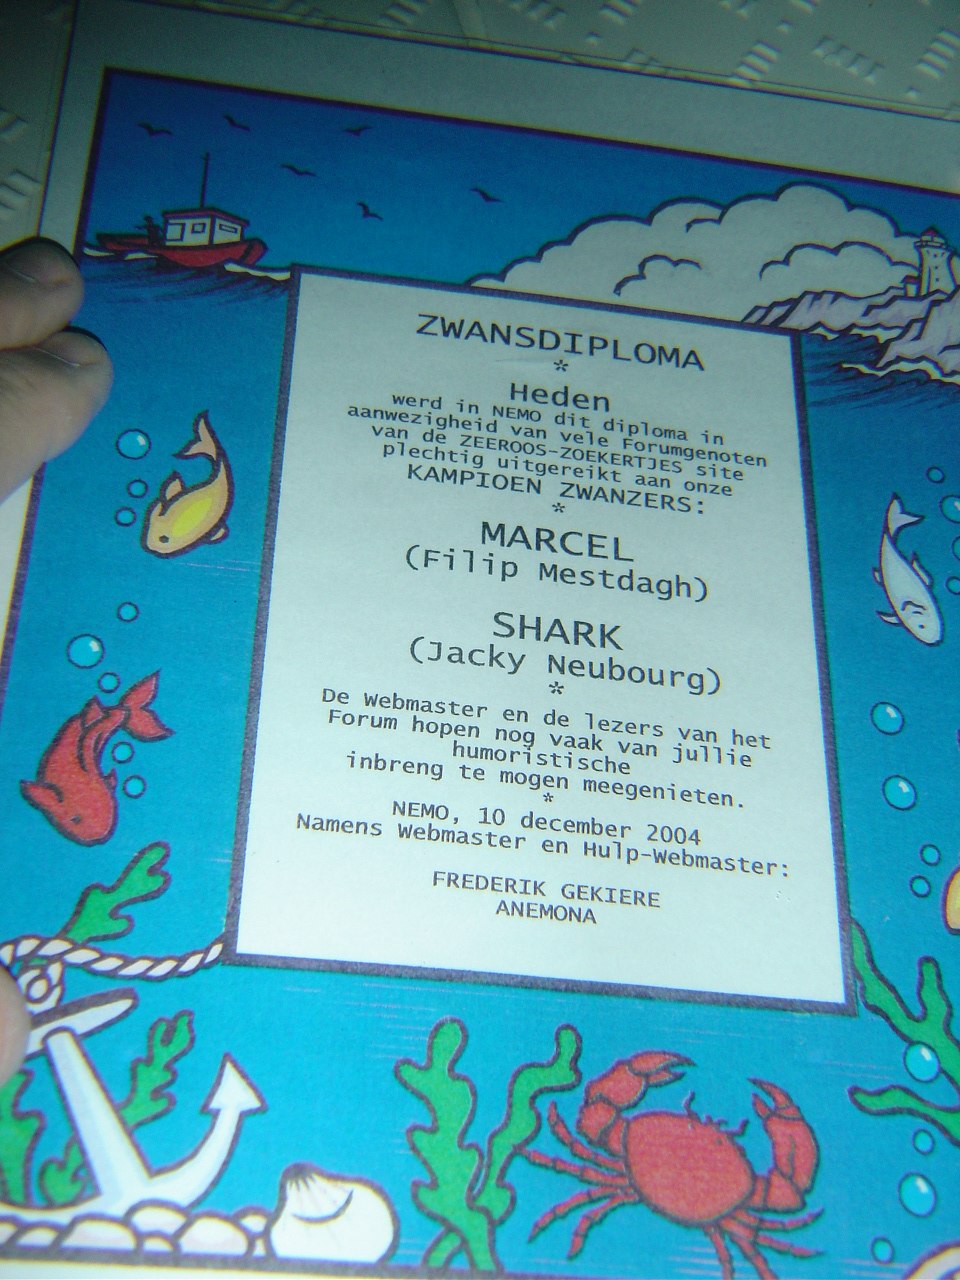 ZWANSDIPLOMA
*
Heden
werd in NEMO dit diploma in
aanwezigheid van vele Forumgenoten
van de ZEEROOS-ZOEKERTJES site
plechtig uitgereikt aan onze
KAMPIOEN ZWANZERS:
*
MARCEL
(Filip Mestdagh)
SHARK
(Jacky Neubourg)
*
De Webmaster en de lezers van het
Forum hopen nog vaak van jullie
humoristische
inbreng te mogen meegenieten.
*
NEMO, 10 december 2004
Namens Webmaster en Hulp-Webmaster:
FREDERIK GEKIERE
ANEMONA